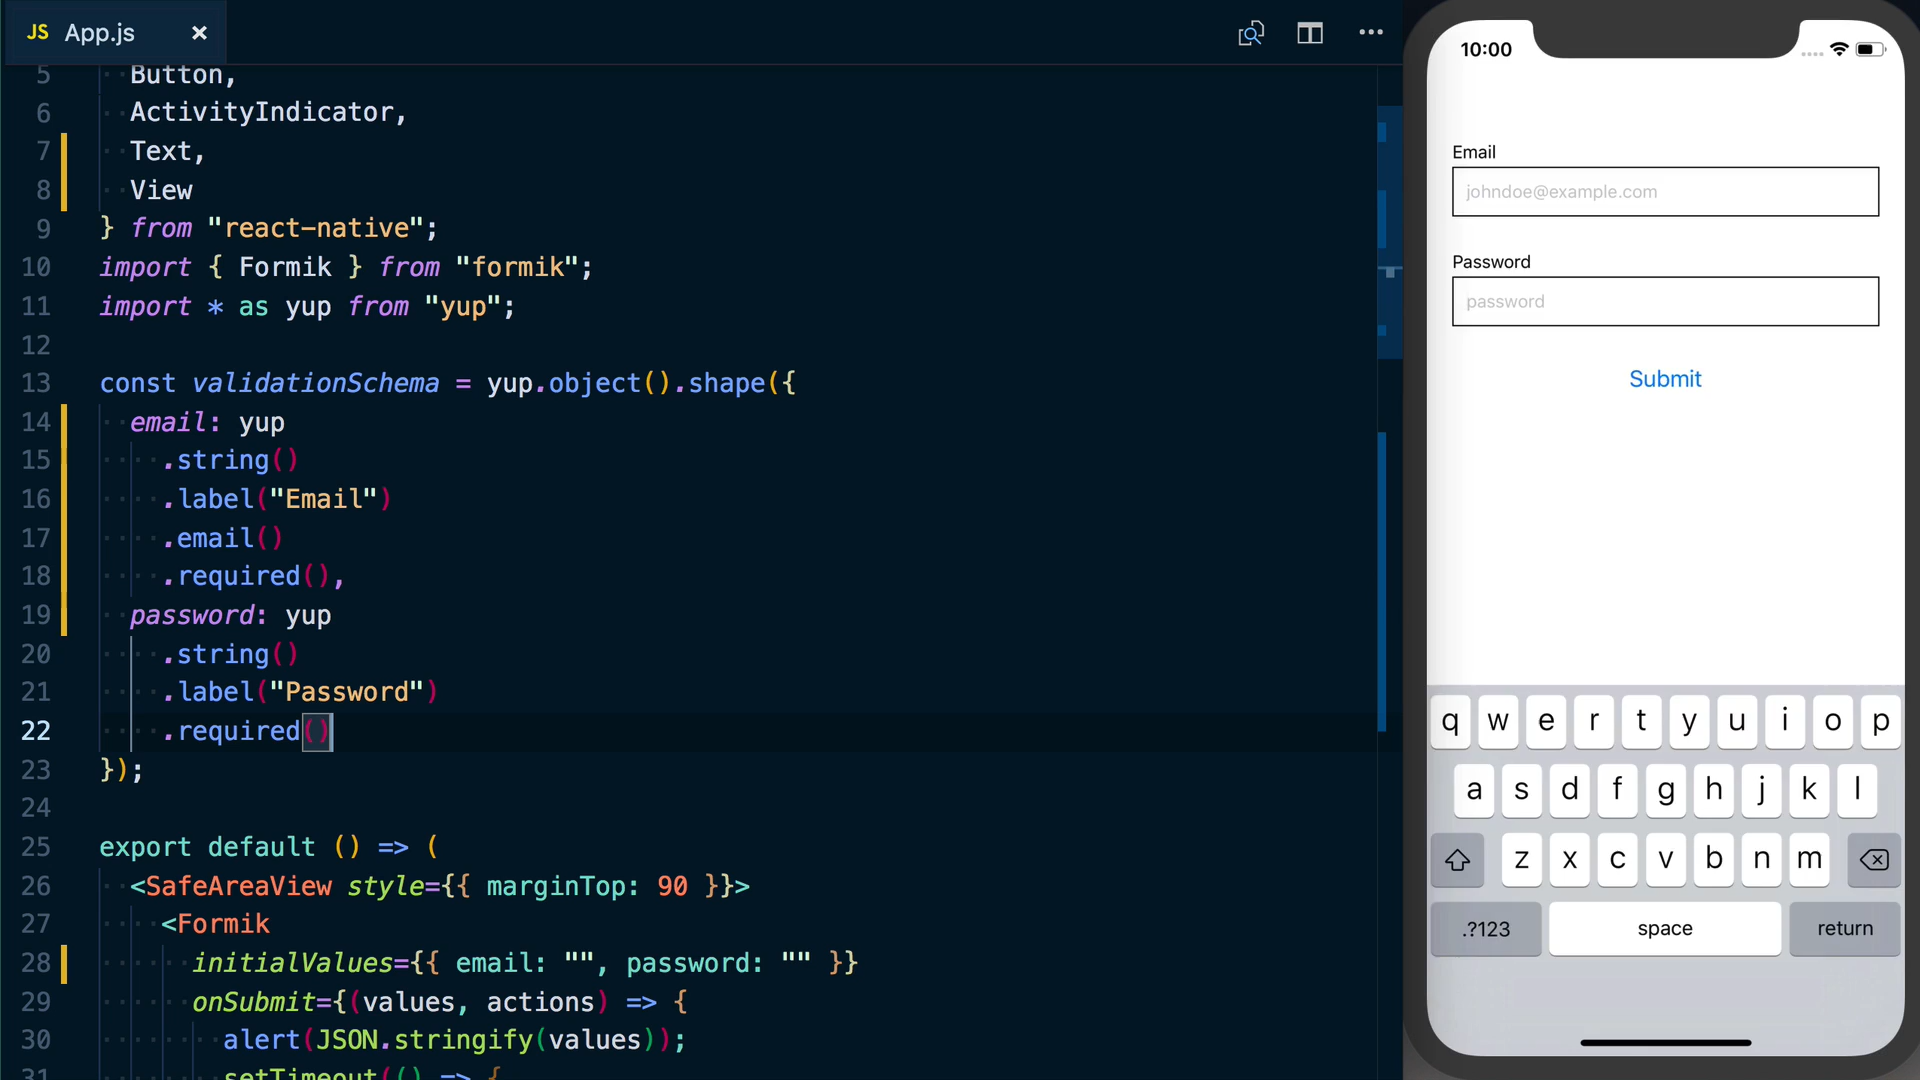 JS App.js ×
5 Button,
6 ActivityIndicator,
7 Text,
8 View
9 } from "react-native";
10 import { Formik } from "formik";
11 import * as yup from "yup";
12
13 const validationSchema = yup.object().shape({
14 email: yup
15 .string()
16 .label("Email")
17 .email()
18 .required(),
19 password: yup
20 .string()
21 .label("Password")
22 .required()
23 });
24
25 export default () => (
26 <SafeAreaView style={{ marginTop: 90 }}>
27 <Formik
28 initialValues={{ email: "", password: "" }}
29 onSubmit={(values, actions) => {
30 alert(JSON.stringify(values));
31 setTimeout(() => {
10:00
Email
johndoe@example.com
Password
password
Submit
q w e r t y u i o p
a s d f g h j k l
z x c v b n m
.?123 space return